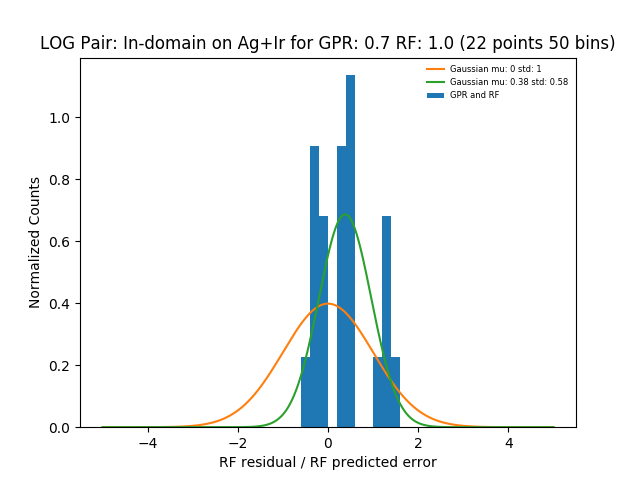 LOG Pair: In-domain on Ag+Ir for GPR: 0.7 RF: 1.0 (22 points 50 bins)
Gaussian mu: 0 std: 1
Gaussian mu: 0.38 std: 0.58
GPR and RF
Normalized Counts
1.0
0.8
0.6
0.4
0.2
0.0
−4
−2
0
2
4
RF residual / RF predicted error